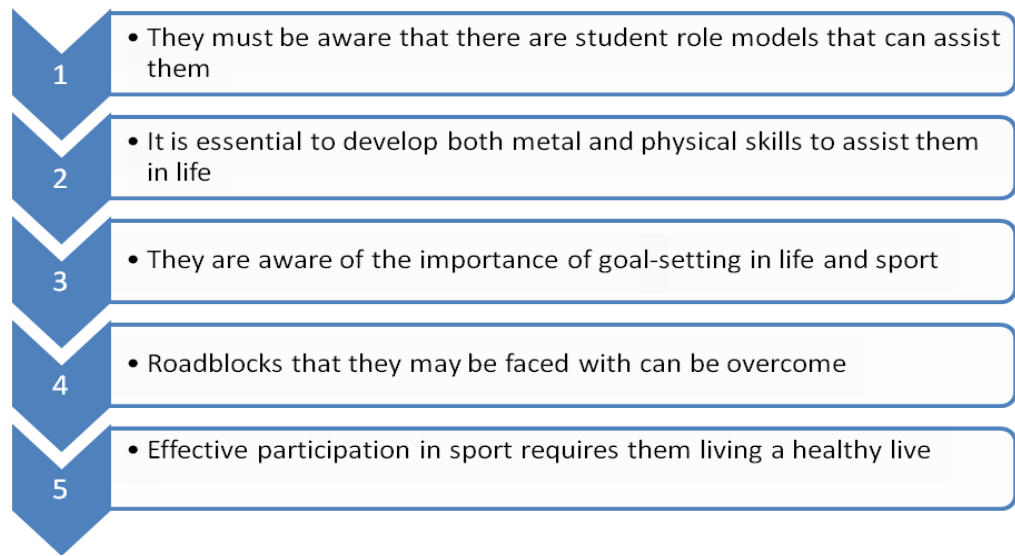 1
• They must be aware that there are student role models that can assist
them
2
• It is essential to develop both metal and physical skills to assist them
in life
3
• They are aware of the importance of goal-setting in life and sport
4
• Roadblocks that they may be faced with can be overcome
5
• Effective participation in sport requires them living a healthy live